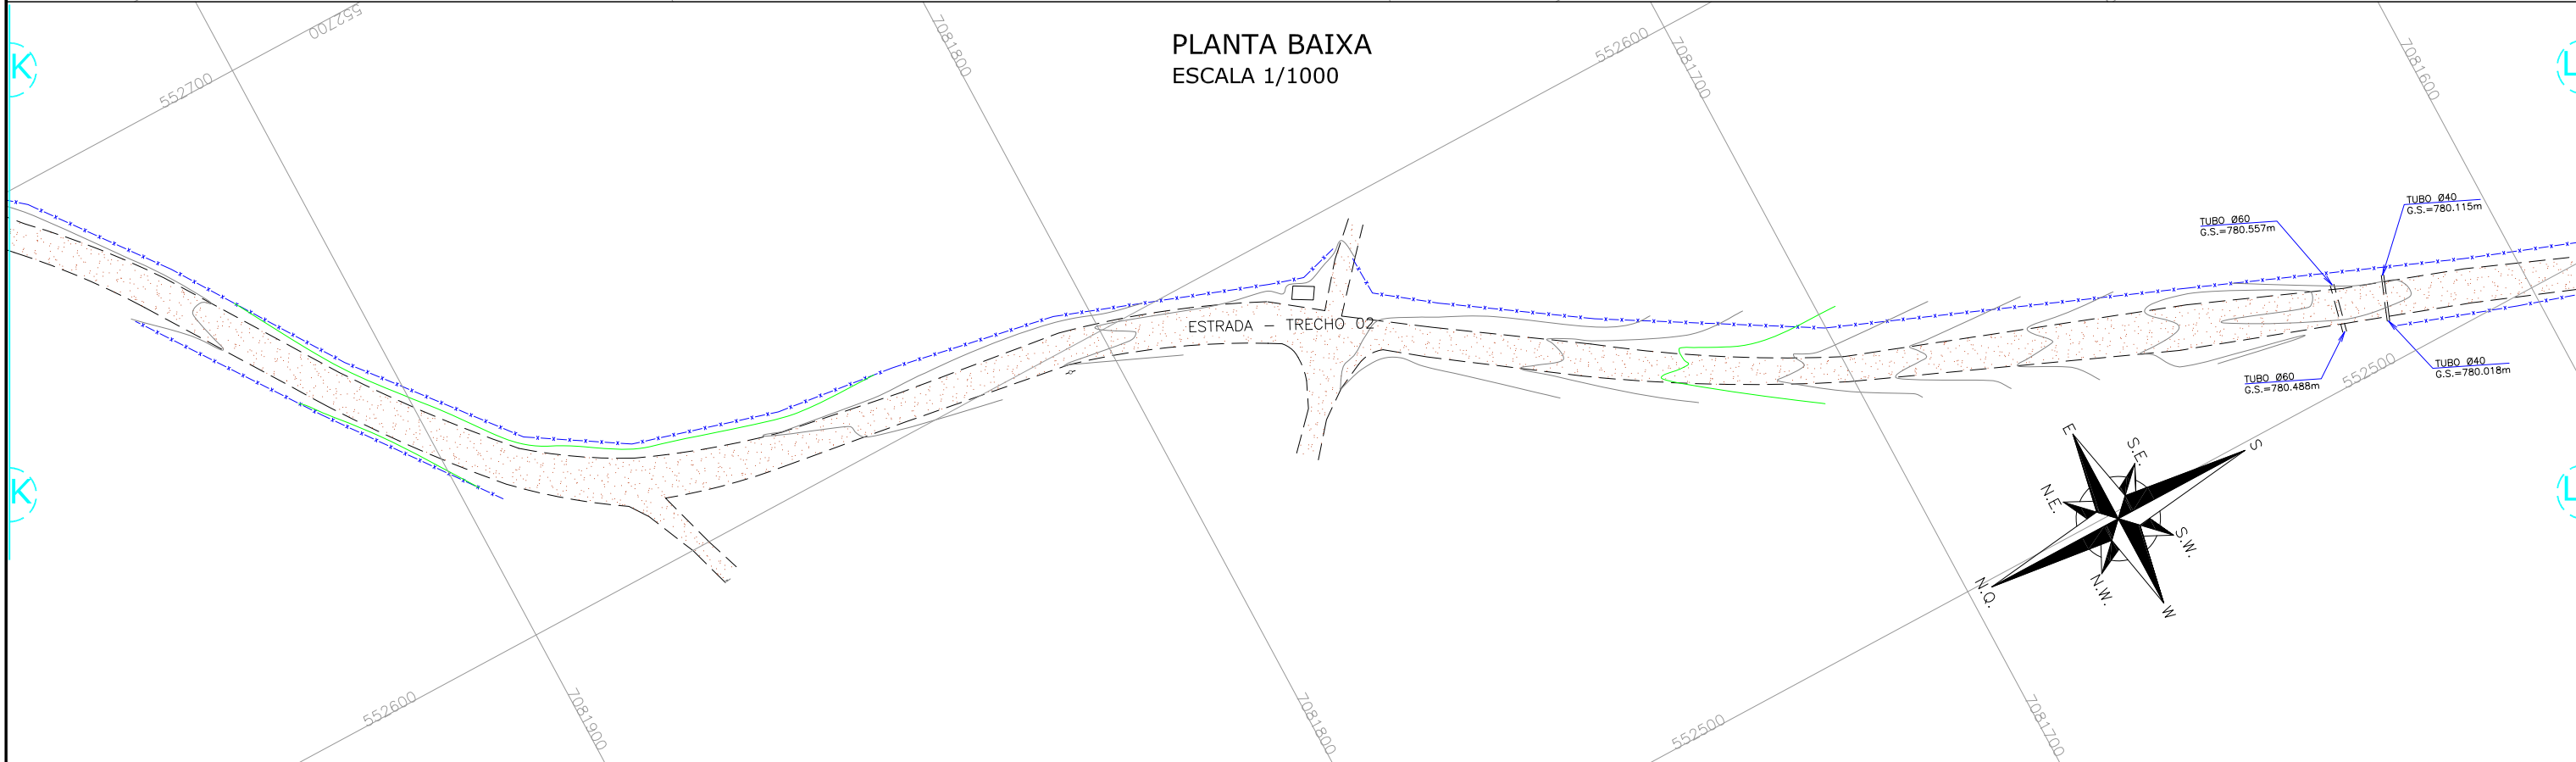 PLANTA BAIXA
ESCALA 1/1000
K
552700
552700
7081800
552600
7081700
7081600
L
TUBO Ø60
G.S.=780.557m
TUBO Ø40
G.S.=780.115m
ESTRADA - TRECHO 02
TUBO Ø60
G.S.=780.488m
TUBO Ø40
G.S.=780.018m
552500
K
L
E
S.E.
S
N.E.
S.W.
N.Q.
N.W.
W
552600
7081900
7081800
552500
7081700